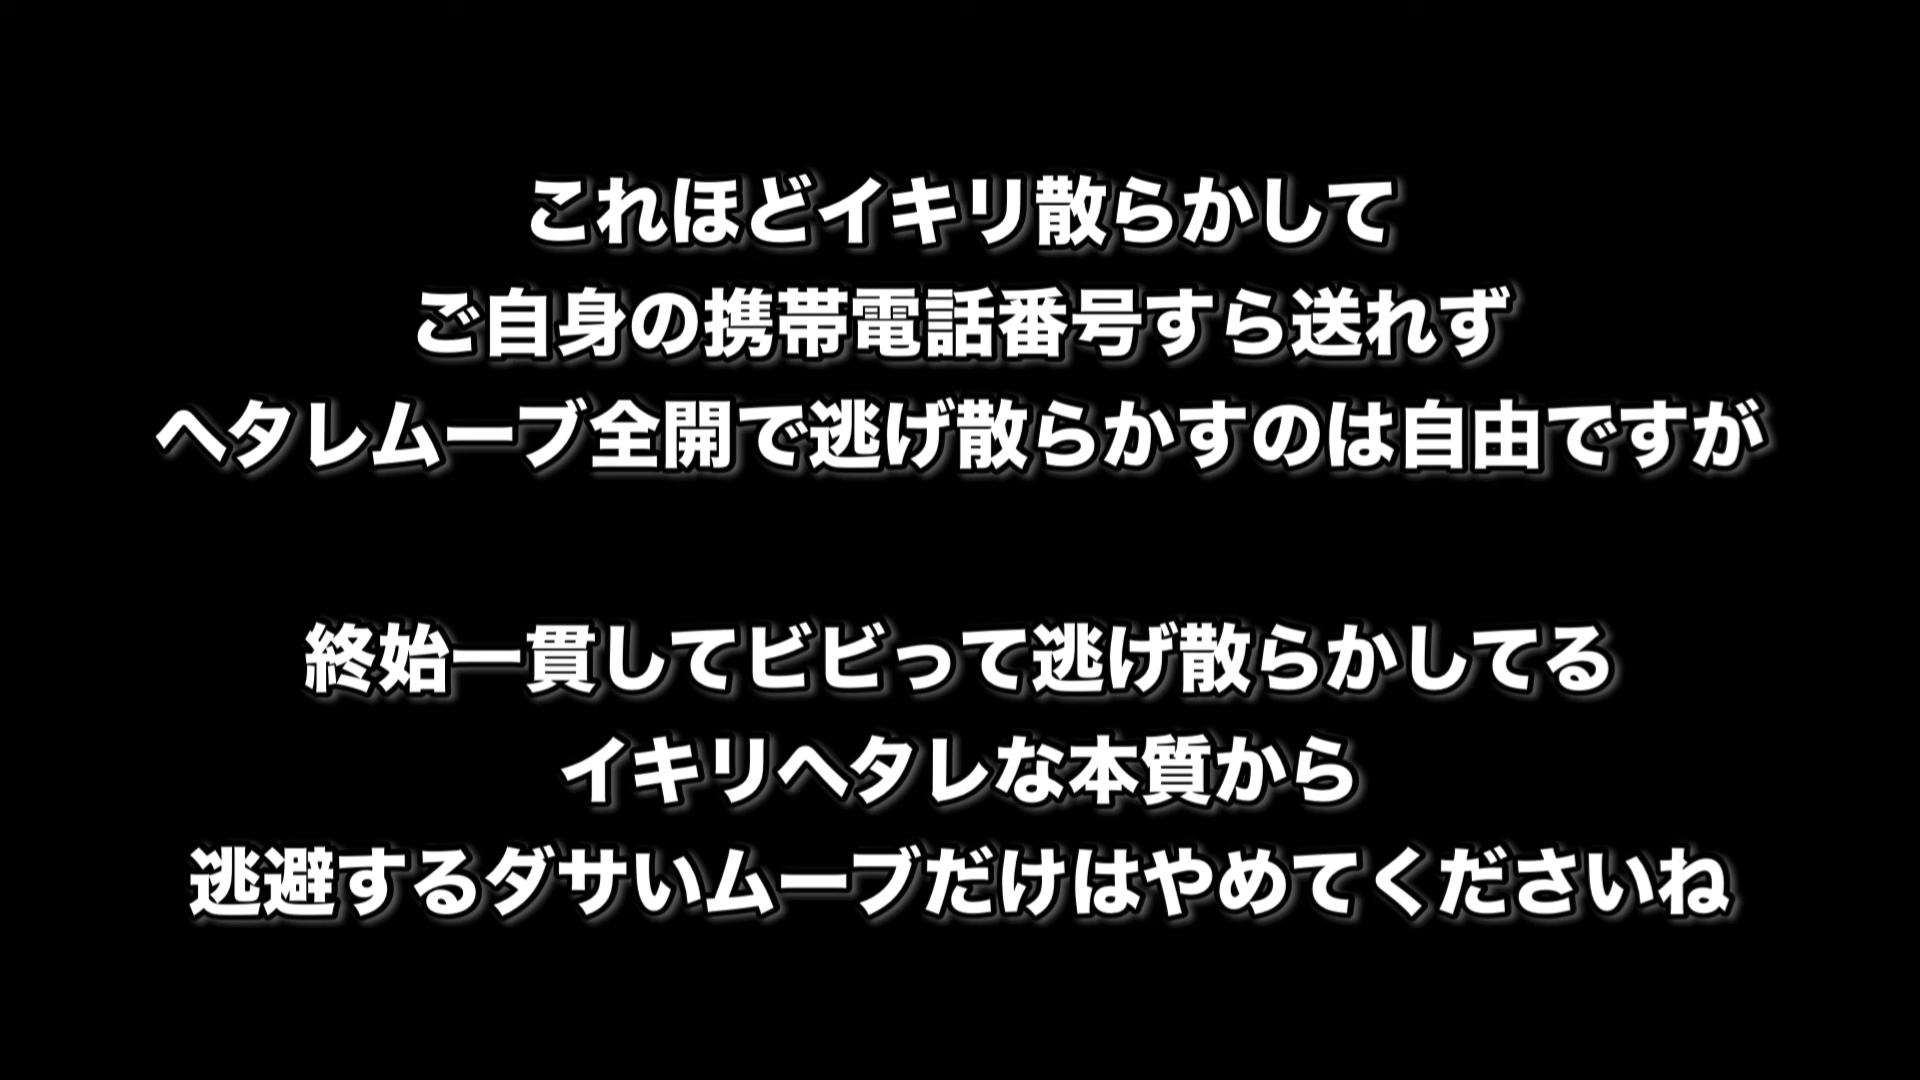 これほどイキリ散らかして
ご自身の携帯電話番号すら送れず
ヘタレムーブ全開で逃げ散らかすのは自由ですが
終始一貫してビビって逃げ散らかしてる
イキリヘタレな本質から
逃避するダサいムーブだけはやめてくださいね